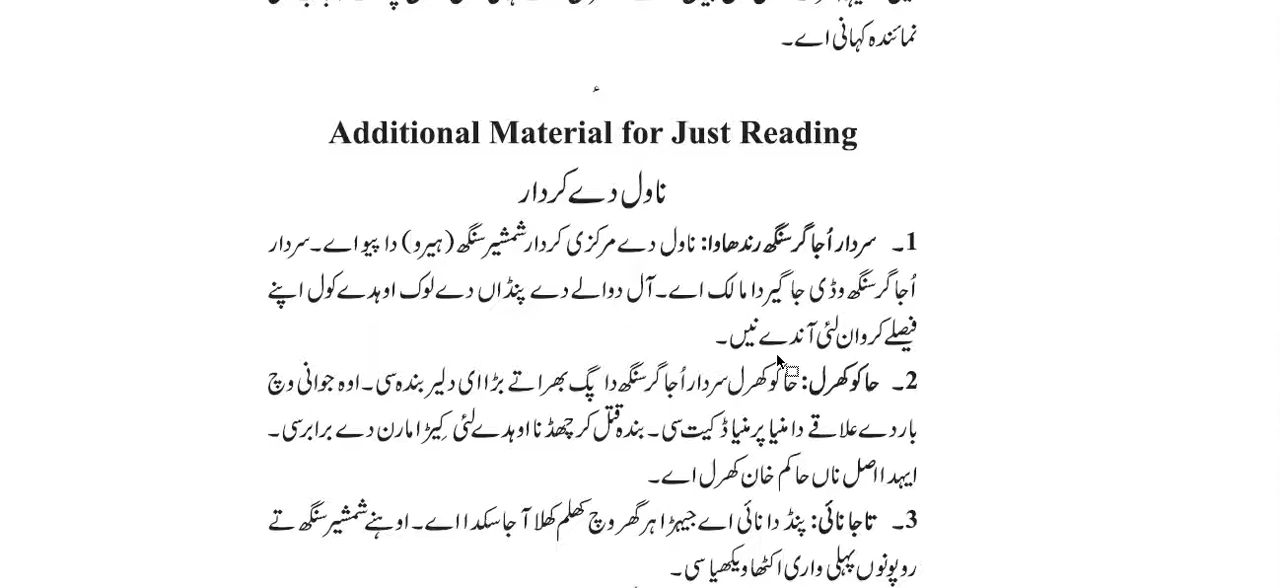 نمائندہ کہانی اے۔
ء
Additional Material for Just Reading
ناول دے کردار
1۔ سردار اُجاگر سنگھ رندھاوا: ناول دے مرکزی کردار شمشیر سنگھ (ہیرو) دا پیو اے۔ سردار
اُجاگر سنگھ وڈی جاگیر دا مالک اے۔ آل دوالے دے پنڈاں دے لوک اوہدے کول اپنے
فیصلے کروان لئی آندے نیں۔
2۔ حاکو کھرل: حاکو کھرل سردار اُجاگر سنگھ دا پگ بھرا تے بڑا ای دلیر بندہ سی۔ اوہ جوانی وچ
بار دے علاقے دا منیا پرمنیا ڈکیت سی۔ بندہ قتل کر چھڈنا اوہدے لئی کِیڑا مارن دے برابر سی۔
ایہدا اصل ناں حاکم خان کھرل اے۔
3۔ تاجا نائی: پنڈ دا نائی اے جیہڑا ہر گھر وچ کھلم کھلا آ جا سکدا اے۔ اوہنے شمشیر سنگھ تے
روپ نوں پہلی واری اکٹھا ویکھیا سی۔